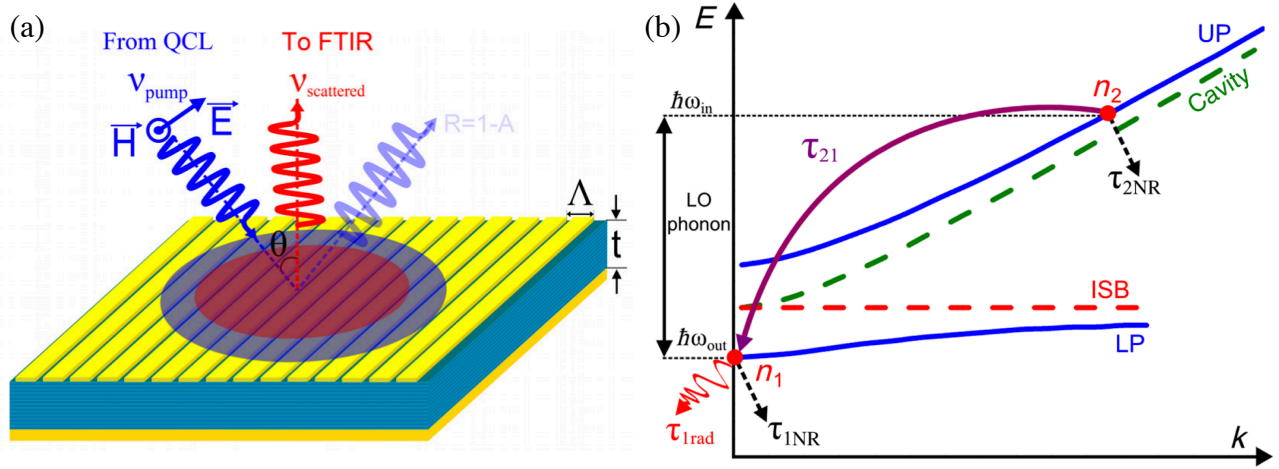 (a)
From QCL
To FTIR
ν_pump
ν_scattered
E
H
R=1-A
θ
Λ
t
(b)
E
UP
Cavity
n₂
ħω_in
τ₂₁
τ_2NR
LO
phonon
ISB
LP
ħω_out
n₁
τ_1rad
τ_1NR
k